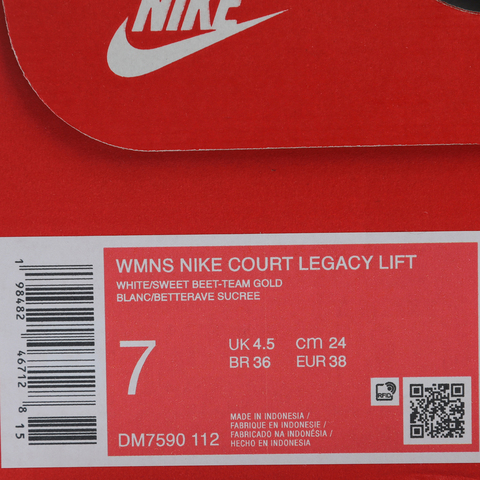 NIKE
WMNS NIKE COURT LEGACY LIFT
WHITE/SWEET BEET-TEAM GOLD
BLANC/BETTERAVE SUCREE
7
UK 4.5 cm 24
BR 36 EUR 38
RFID
MADE IN INDONESIA /
FABRIQUE EN INDONESIE /
FABRICADO NA INDONÉSIA /
HECHO EN INDONESIA
DM7590 112
1 98482 46712 8 15